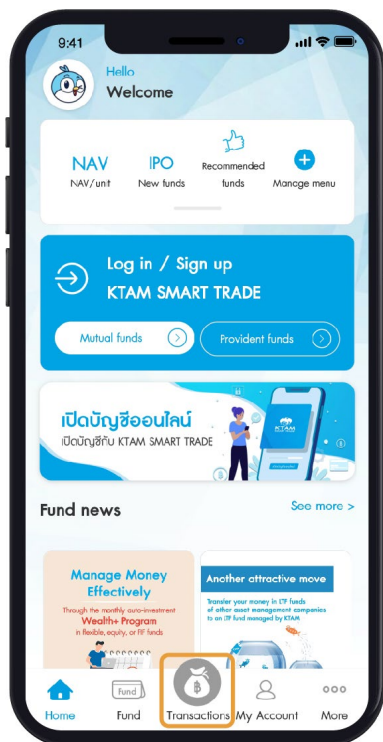 9:41
Hello
Welcome
NAV
NAV/unit
IPO
New funds
Recommended
funds
Manage menu
Log in / Sign up
KTAM SMART TRADE
Mutual funds
Provident funds
เปิดบัญชีออนไลน์
เปิดบัญชีกับ KTAM SMART TRADE
KTAM
Fund news
See more >
Manage Money
Effectively
Through the monthly auto-investment
Wealth+ Program
in flexible, equity, or FIF funds
Another attractive move
Transfer your money in LTF funds
of other asset management companies
to an LTF fund managed by KTAM
Fund
Home
Fund
Transactions
My Account
More